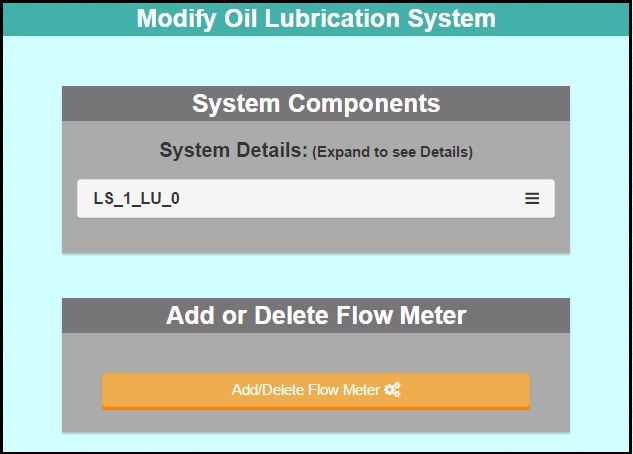 Modify Oil Lubrication System
System Components
System Details: (Expand to see Details)
LS_1_LU_0
Add or Delete Flow Meter
Add/Delete Flow Meter